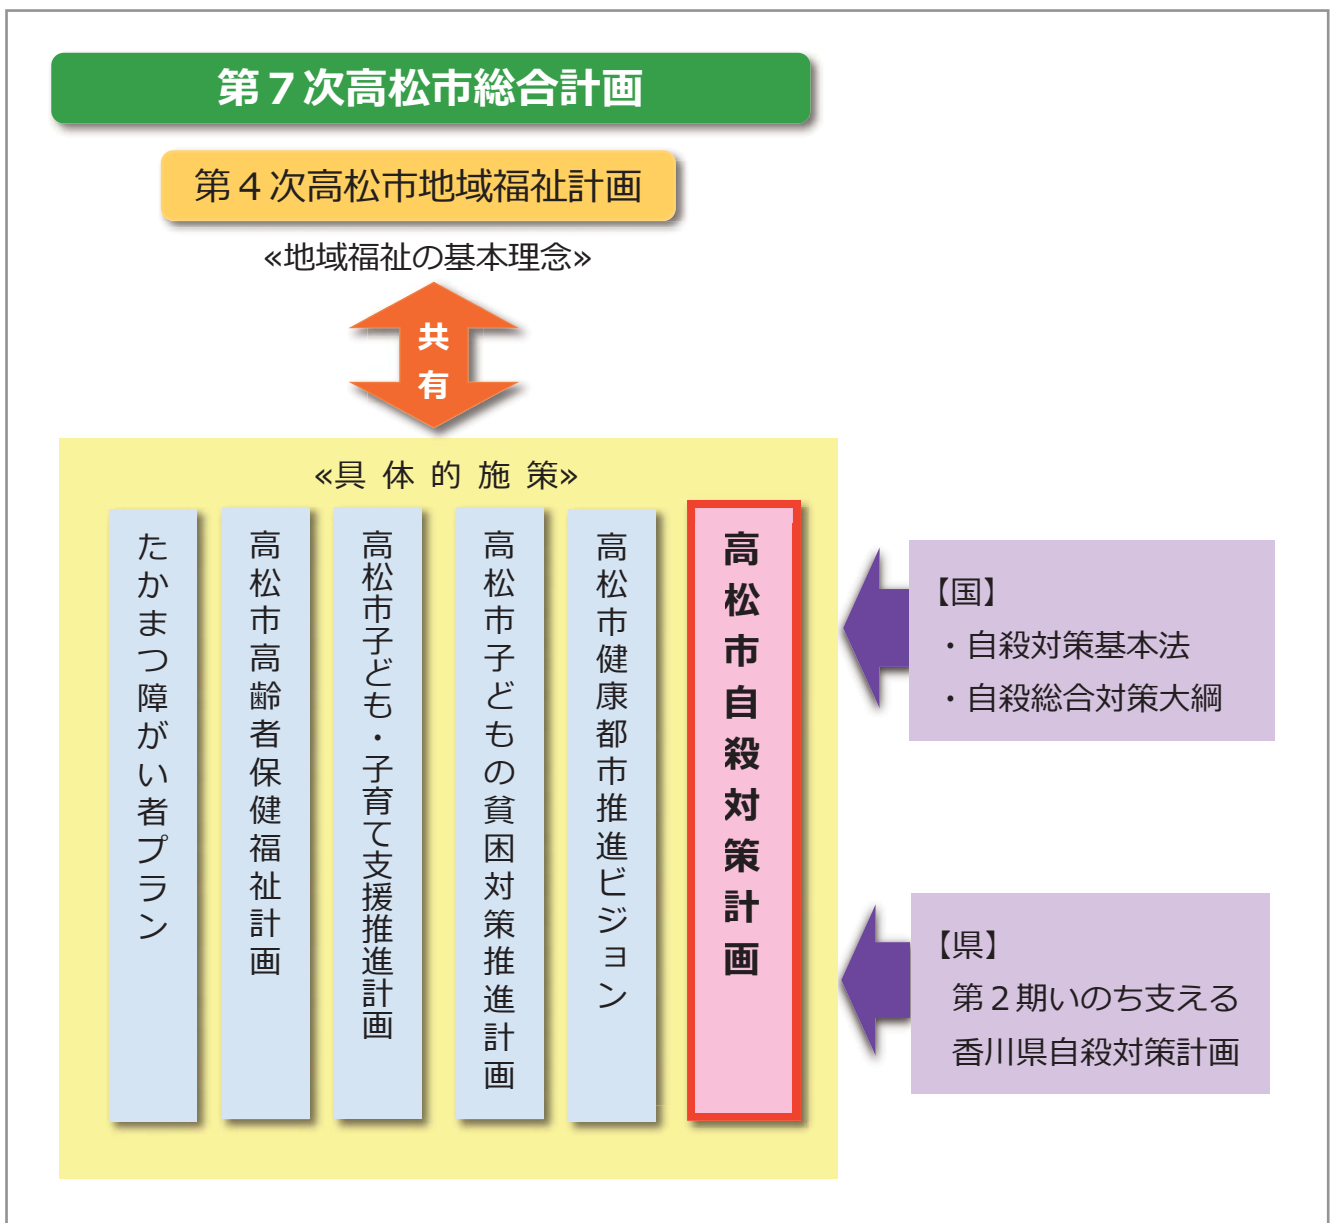 第７次高松市総合計画
第４次高松市地域福祉計画
«地域福祉の基本理念»
共
有
«具体的施策»
たかまつ障がい者プラン
高松市高齢者保健福祉計画
高松市子ども・子育て支援推進計画
高松市子どもの貧困対策推進計画
高松市健康都市推進ビジョン
高松市自殺対策計画
【国】
・自殺対策基本法
・自殺総合対策大綱
【県】
第２期いのち支える
香川県自殺対策計画